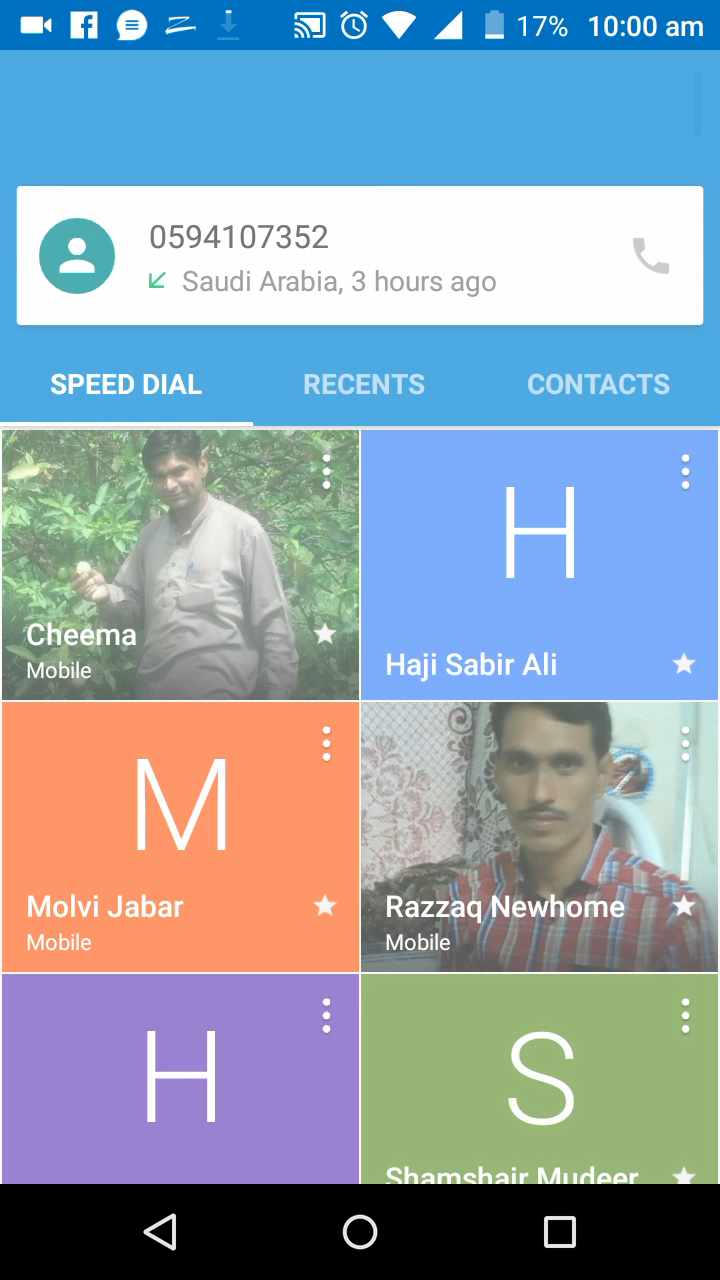 17% 10:00 am
0594107352
Saudi Arabia, 3 hours ago
SPEED DIAL RECENTS CONTACTS
Cheema
Mobile
H
Haji Sabir Ali
M
Molvi Jabar
Mobile
Razzaq Newhome
Mobile
H
S
Shamshair Mudeer